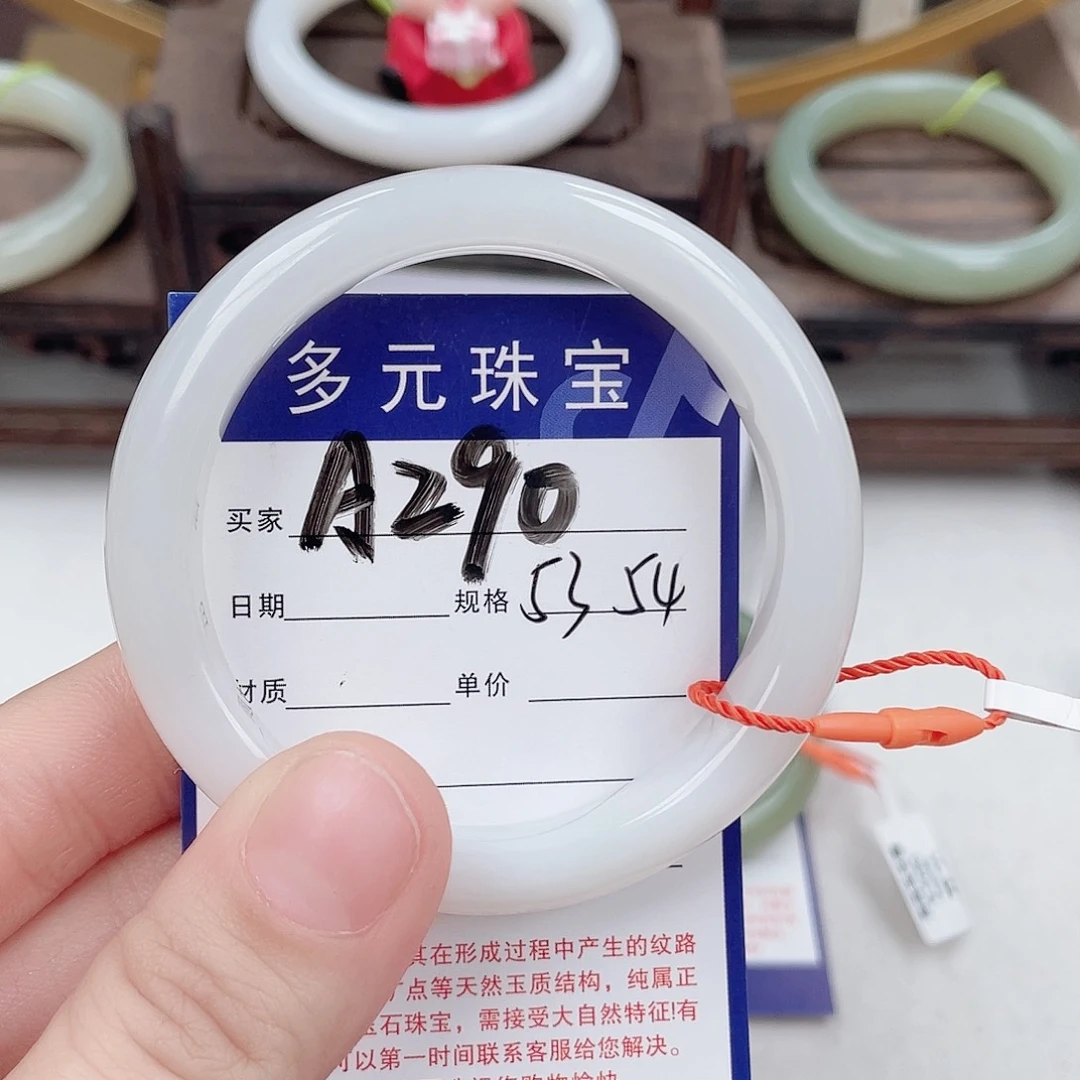 多元珠宝
买家 A290
日期 规格 53 54
材质 单价
其在形成过程中产生的纹路
点等天然玉质结构，纯属正
玉石珠宝，需接受大自然特征!有
可以第一时间联系客服给您解决。